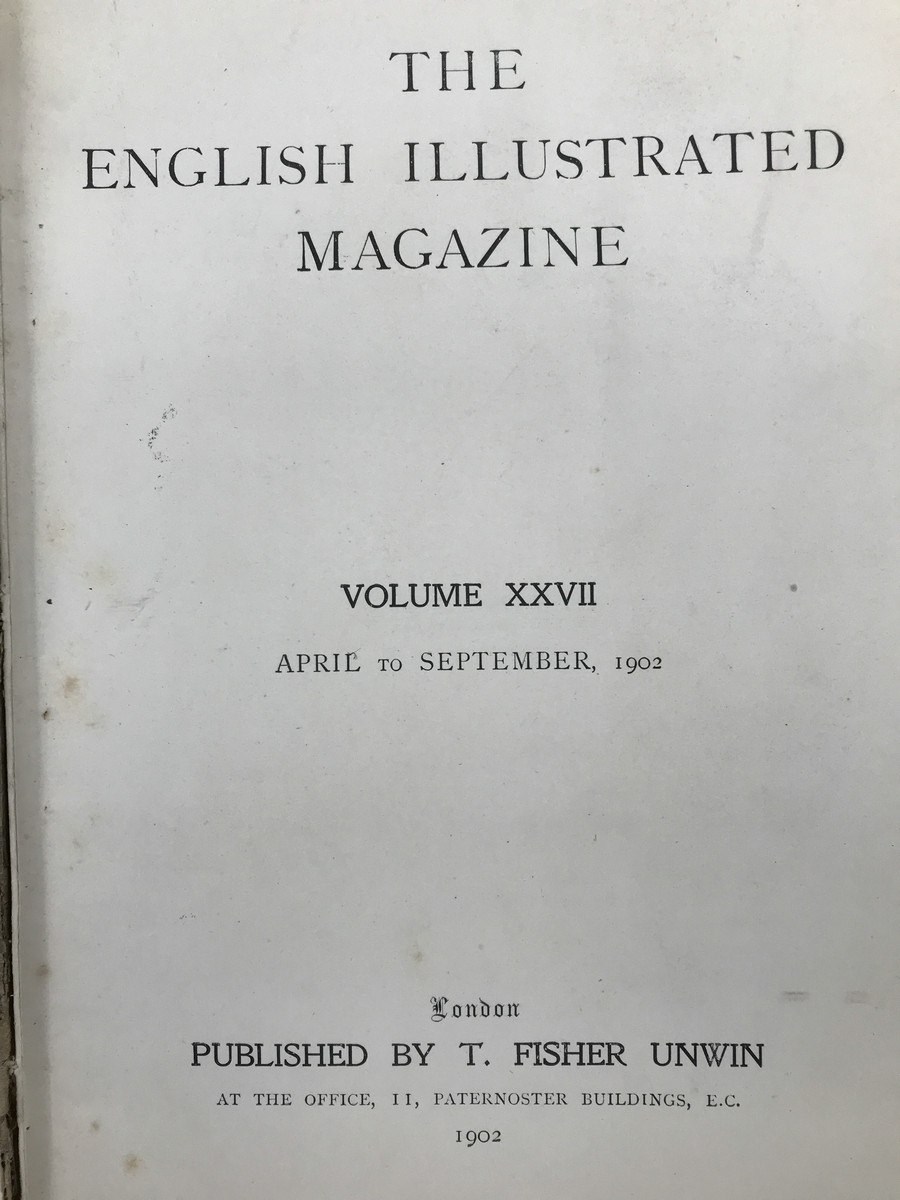 THE
ENGLISH ILLUSTRATED
MAGAZINE
VOLUME XXVII
APRIL TO SEPTEMBER, 1902
London
PUBLISHED BY T. FISHER UNWIN
AT THE OFFICE, 11, PATERNOSTER BUILDINGS, E.C.
1902